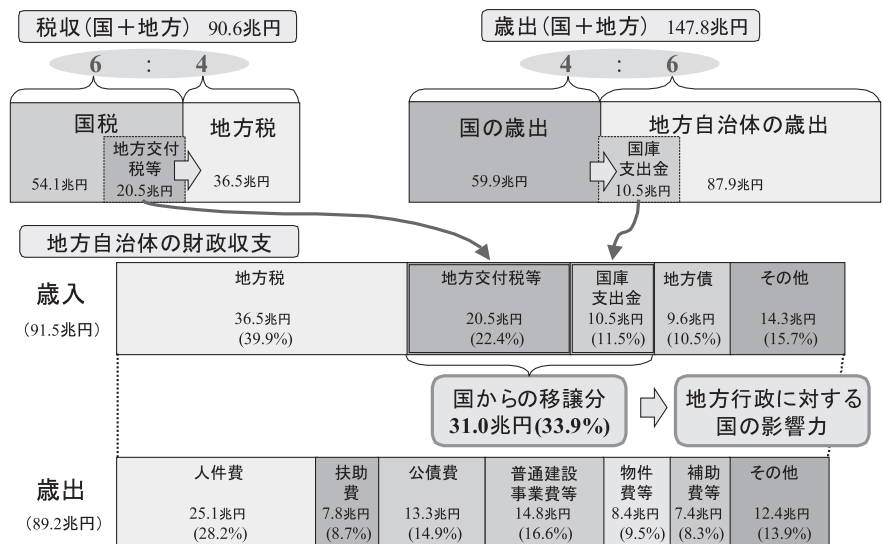 税収（国＋地方） 90.6兆円
6 : 4
国税
54.1兆円
地方交付
税等
20.5兆円
地方税
36.5兆円
歳出（国＋地方） 147.8兆円
4 : 6
国の歳出
59.9兆円
地方自治体の歳出
国庫
支出金
10.5兆円
87.9兆円
地方自治体の財政収支
歳入
（91.5兆円）
地方税
36.5兆円
(39.9%)
地方交付税等
20.5兆円
(22.4%)
国庫
支出金
10.5兆円
(11.5%)
地方債
9.6兆円
(10.5%)
その他
14.3兆円
(15.7%)
国からの移譲分
31.0兆円(33.9%)
地方行政に対する
国の影響力
歳出
（89.2兆円）
人件費
25.1兆円
(28.2%)
扶助
費
7.8兆円
(8.7%)
公債費
13.3兆円
(14.9%)
普通建設
事業費等
14.8兆円
(16.6%)
物件
費等
8.4兆円
(9.5%)
補助
費等
7.4兆円
(8.3%)
その他
12.4兆円
(13.9%)